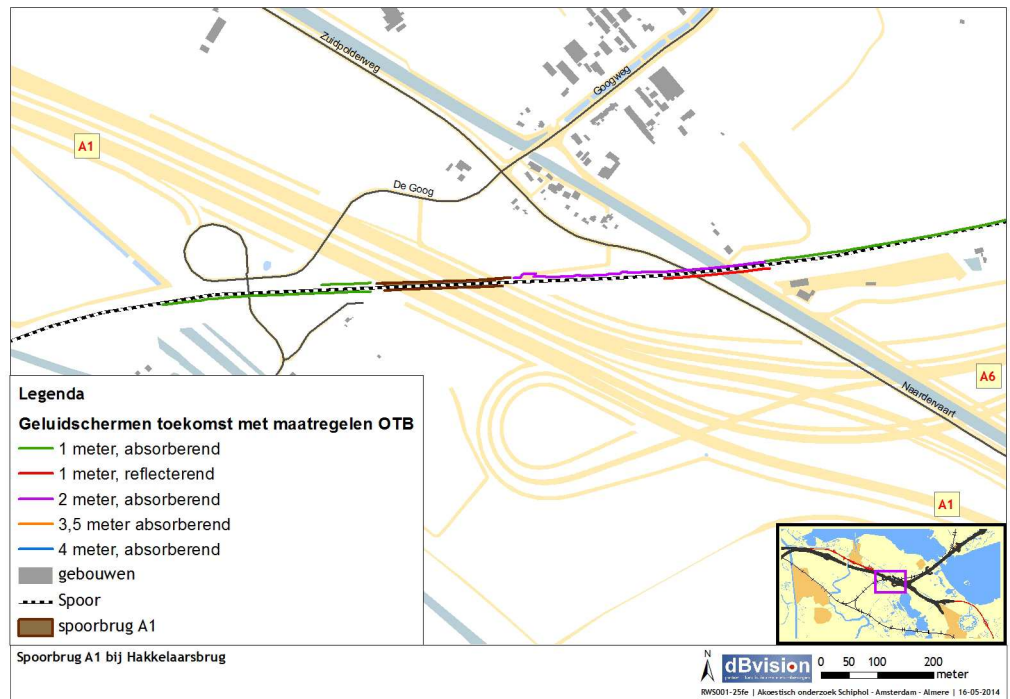 Zuidpolderweg
Googweg
A1
De Goog
A6
Naardervaart
A1
Legenda
Geluidschermen toekomst met maatregelen OTB
1 meter, absorberend
1 meter, reflecterend
2 meter, absorberend
3,5 meter absorberend
4 meter, absorberend
gebouwen
Spoor
spoorbrug A1
Spoorbrug A1 bij Hakkelaarsbrug
N
dBvision
0 50 100 200
meter
RWS001-25fe | Akoestisch onderzoek Schiphol - Amsterdam - Almere | 16-05-2014